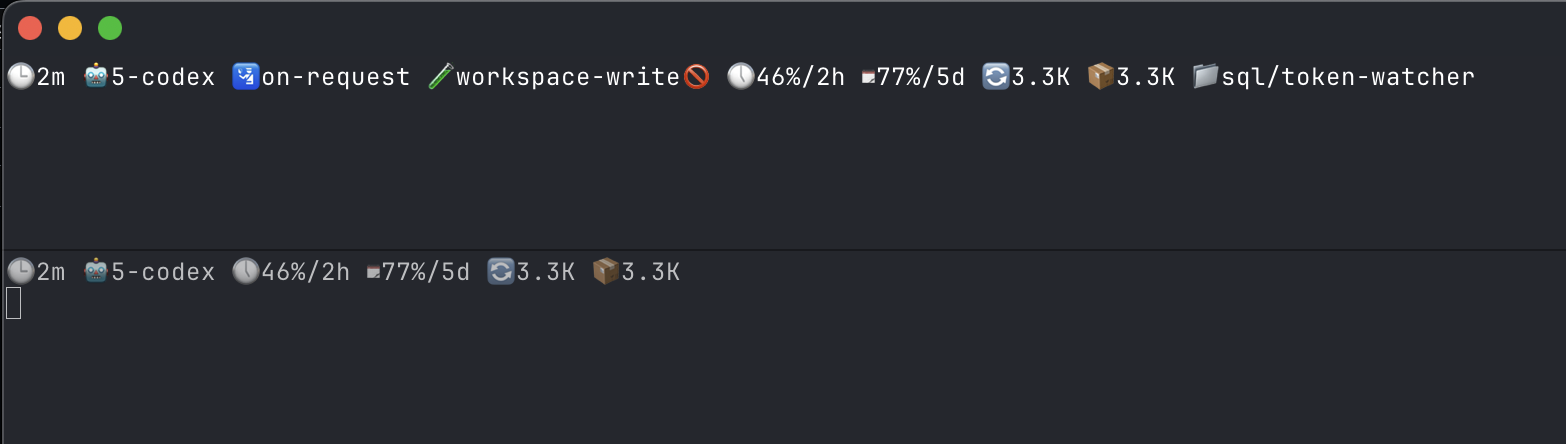 🕒2m 🤖5-codex 🛂on-request 🧪workspace-write🚫 🕔46%/2h 🗓77%/5d 🔄3.3K 📦3.3K 📁sql/token-watcher
🕒2m 🤖5-codex 🕔46%/2h 🗓77%/5d 🔄3.3K 📦3.3K